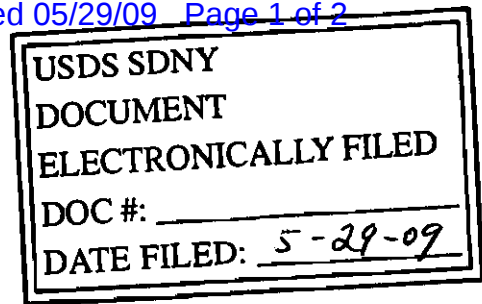 ed 05/29/09 Page 1 of 2
USDS SDNY
DOCUMENT
ELECTRONICALLY FILED
DOC #:
DATE FILED: 5-29-09